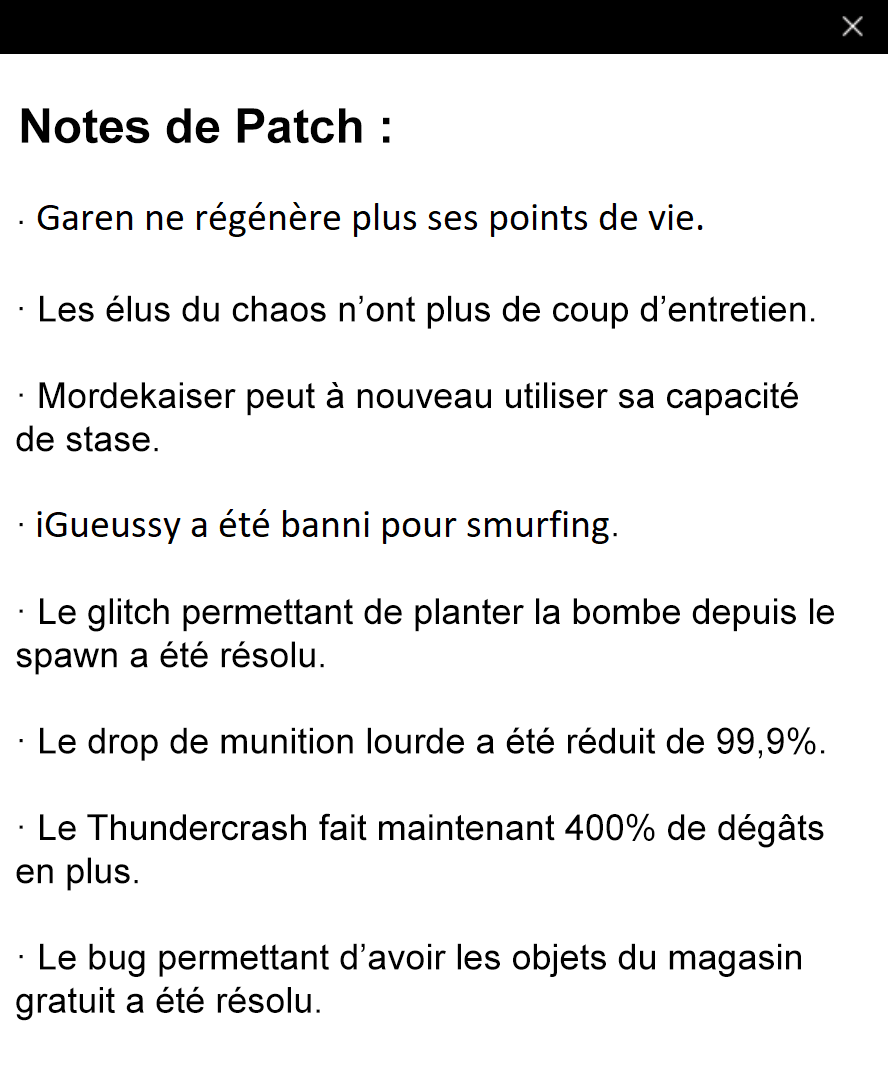 Notes de Patch :
· Garen ne régénère plus ses points de vie.
· Les élus du chaos n’ont plus de coup d’entretien.
· Mordekaiser peut à nouveau utiliser sa capacité
de stase.
· iGueussy a été banni pour smurfing.
· Le glitch permettant de planter la bombe depuis le
spawn a été résolu.
· Le drop de munition lourde a été réduit de 99,9%.
· Le Thundercrash fait maintenant 400% de dégâts
en plus.
· Le bug permettant d’avoir les objets du magasin
gratuit a été résolu.